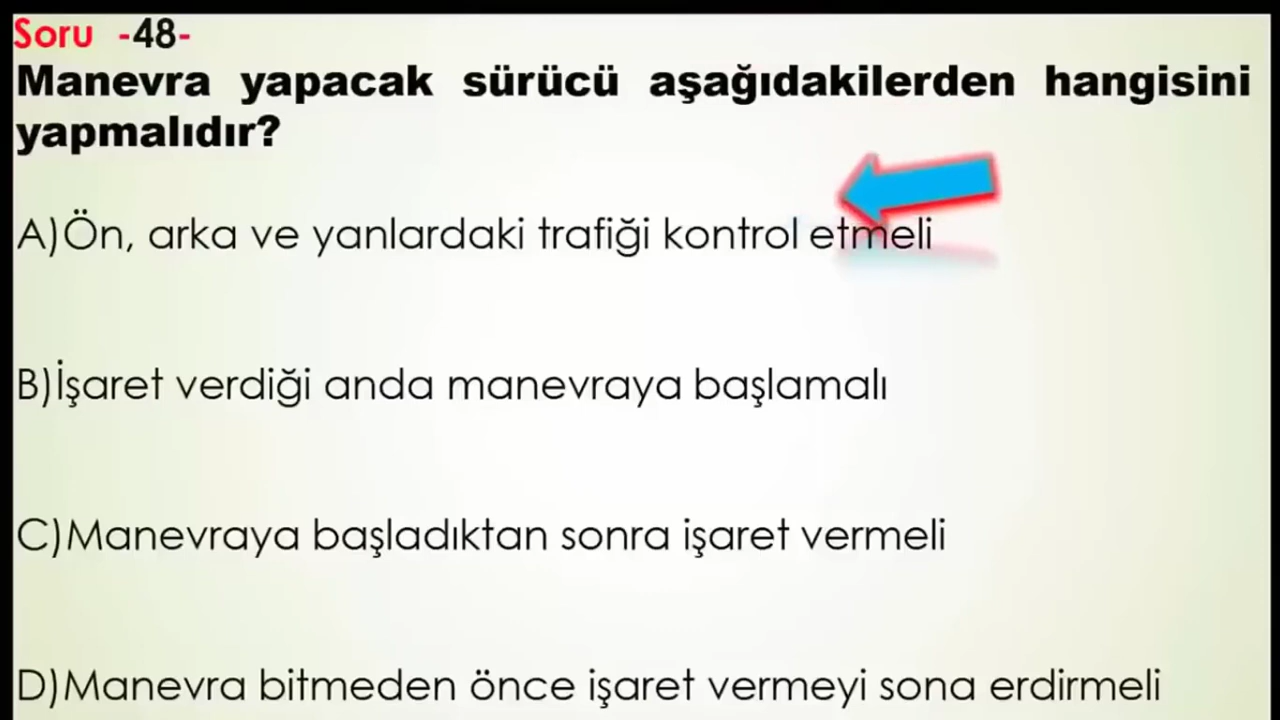 Soru -48-
Manevra yapacak sürücü aşağıdakilerden hangisini
yapmalıdır?
A)Ön, arka ve yanlardaki trafiği kontrol etmeli
B)İşaret verdiği anda manevraya başlamalı
C)Manevraya başladıktan sonra işaret vermeli
D)Manevra bitmeden önce işaret vermeyi sona erdirmeli